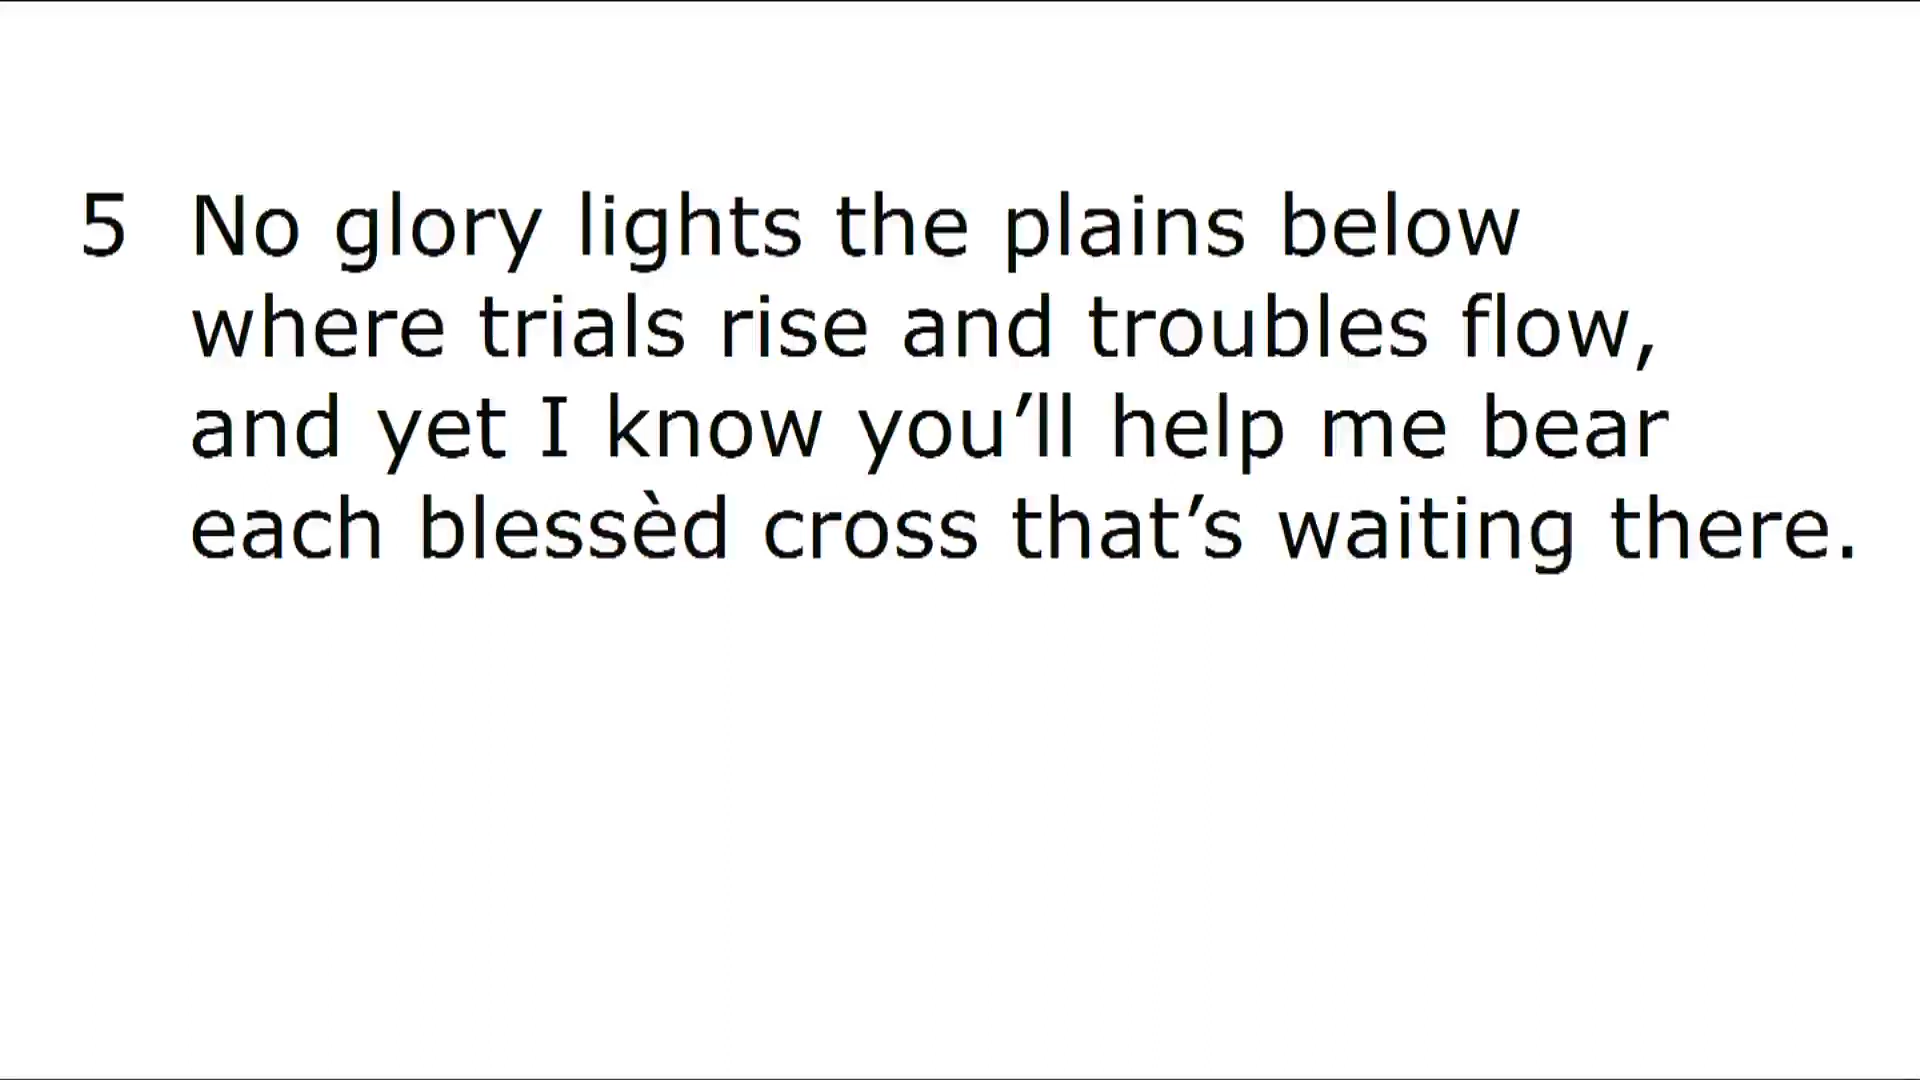 5 No glory lights the plains below
where trials rise and troubles flow,
and yet I know you’ll help me bear
each blessèd cross that’s waiting there.